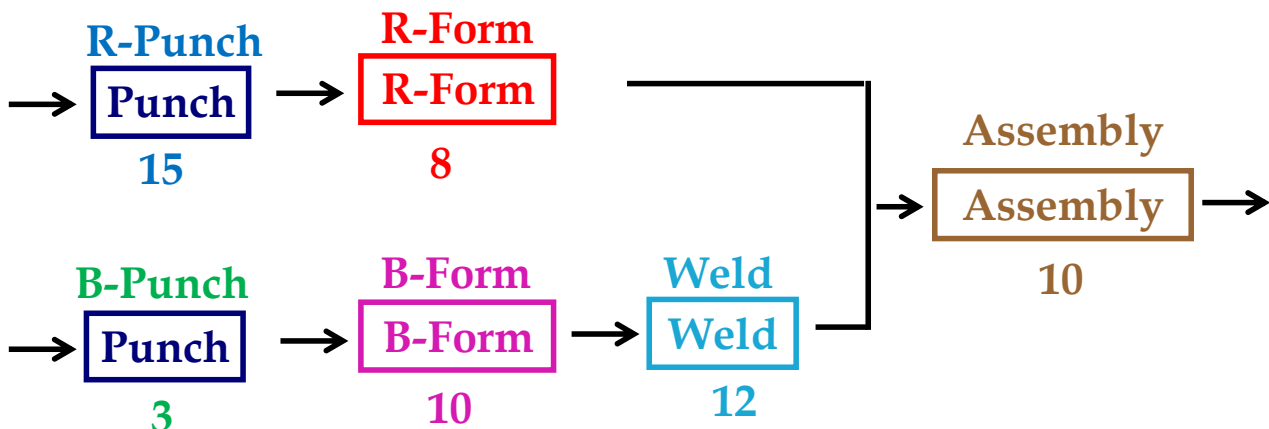 R-Punch
Punch
15
R-Form
R-Form
8
Assembly
Assembly
10
B-Punch
Punch
3
B-Form
B-Form
10
Weld
Weld
12